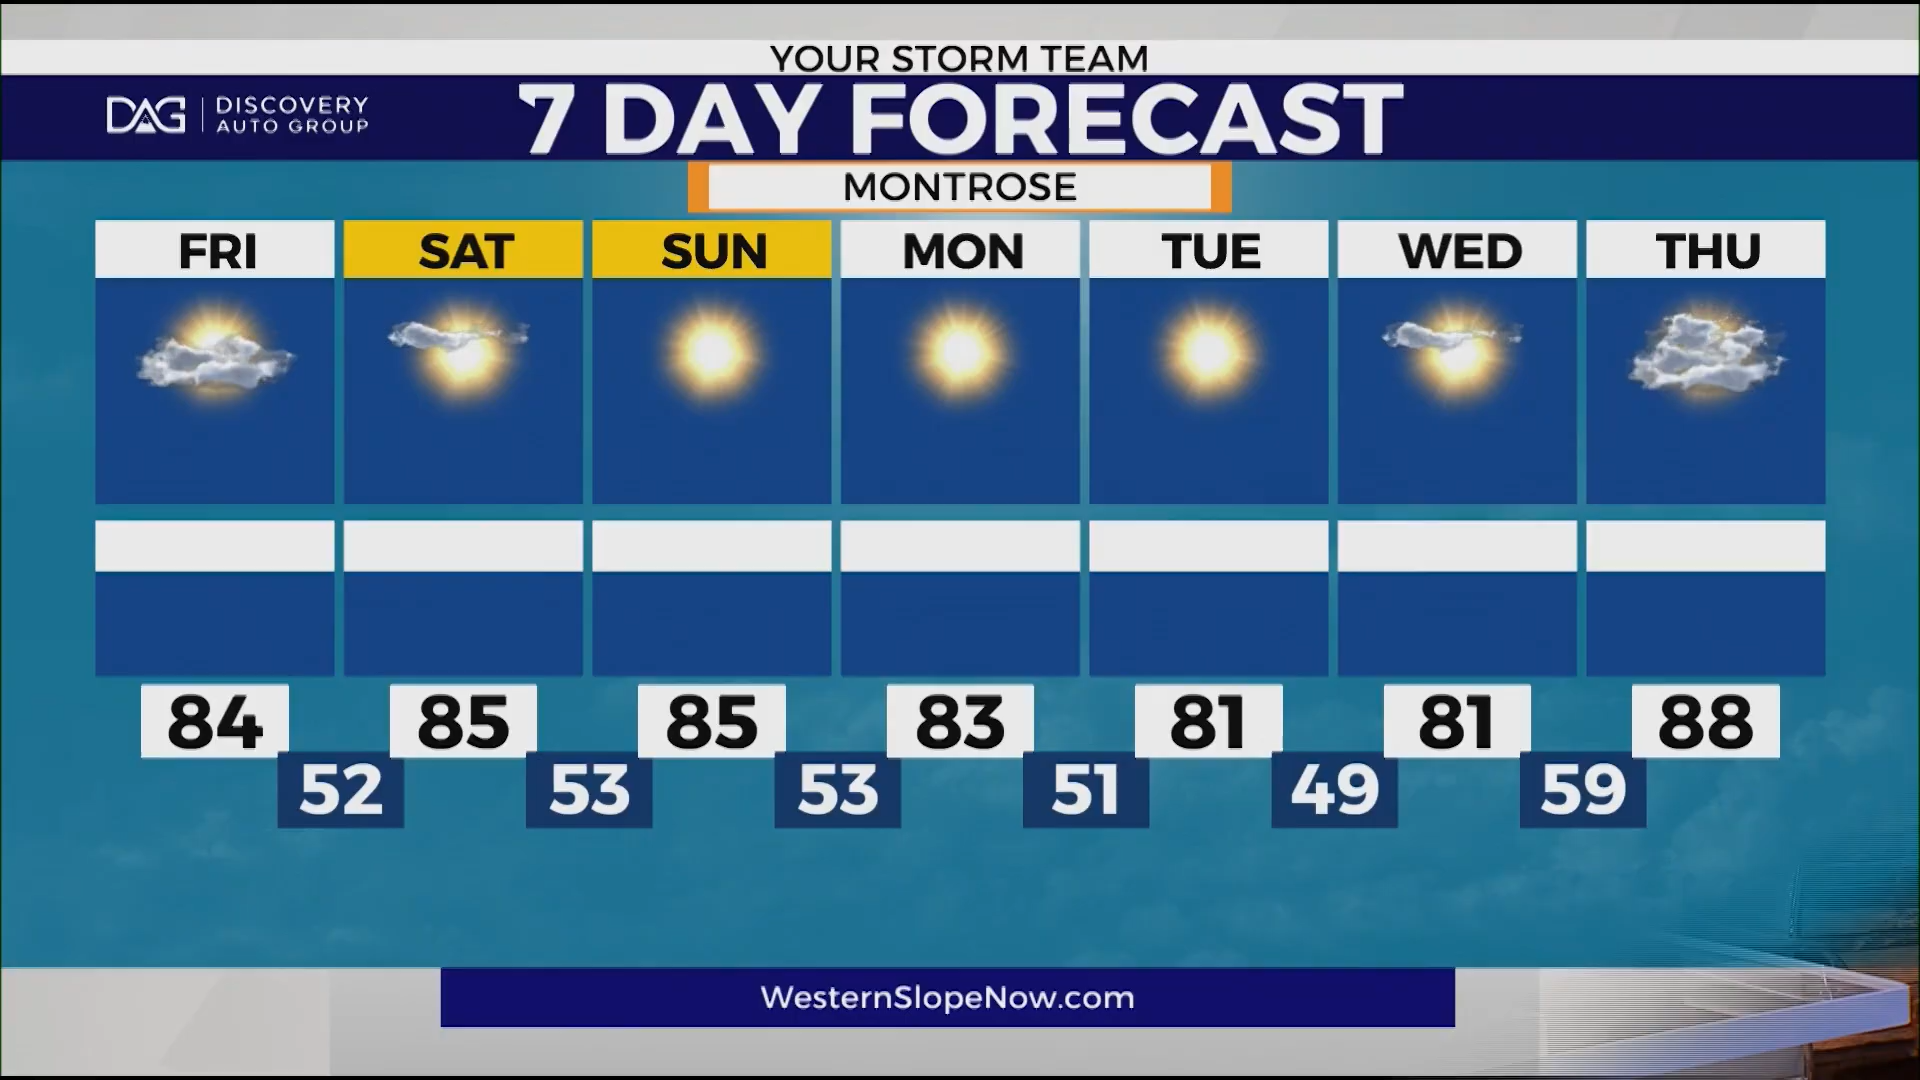 YOUR STORM TEAM
DAG DISCOVERY
AUTO GROUP
7 DAY FORECAST
MONTROSE
FRI SAT SUN MON TUE WED THU
84 85 85 83 81 81 88
52 53 53 51 49 59
WesternSlopeNow.com